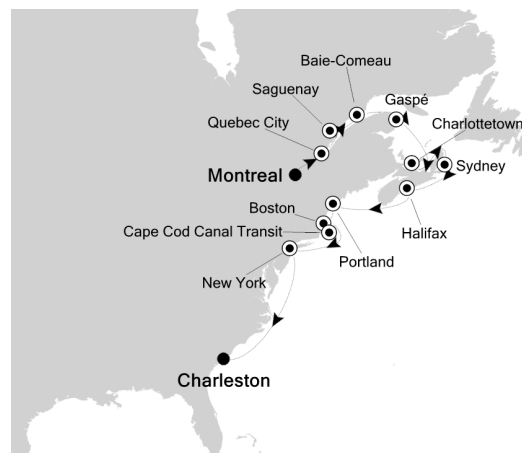 Baie-Comeau
Saguenay
Gaspé
Quebec City
Charlottetown
Montreal
Sydney
Boston
Cape Cod Canal Transit
Halifax
Portland
New York
Charleston